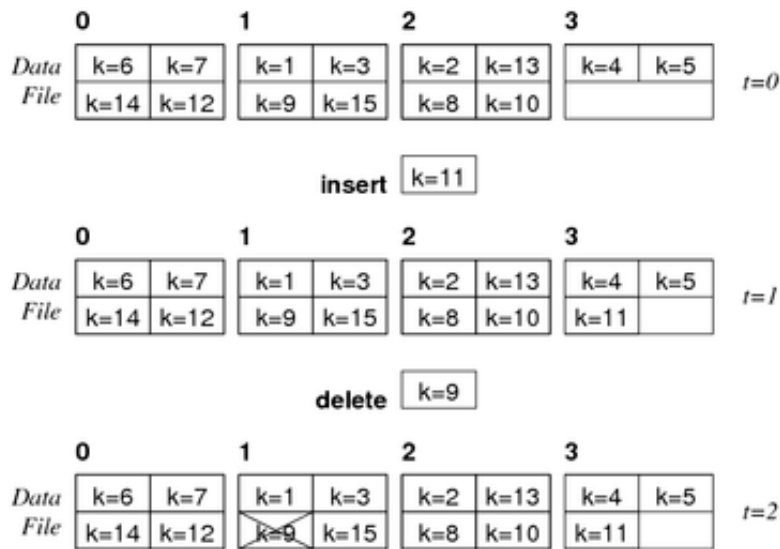 0 1 2 3
Data k=6 k=7 k=1 k=3 k=2 k=13 k=4 k=5
File k=14 k=12 k=9 k=15 k=8 k=10 t=0
insert k=11
0 1 2 3
Data k=6 k=7 k=1 k=3 k=2 k=13 k=4 k=5
File k=14 k=12 k=9 k=15 k=8 k=10 k=11 t=1
delete k=9
0 1 2 3
Data k=6 k=7 k=1 k=3 k=2 k=13 k=4 k=5
File k=14 k=12 k=9 k=15 k=8 k=10 k=11 t=2